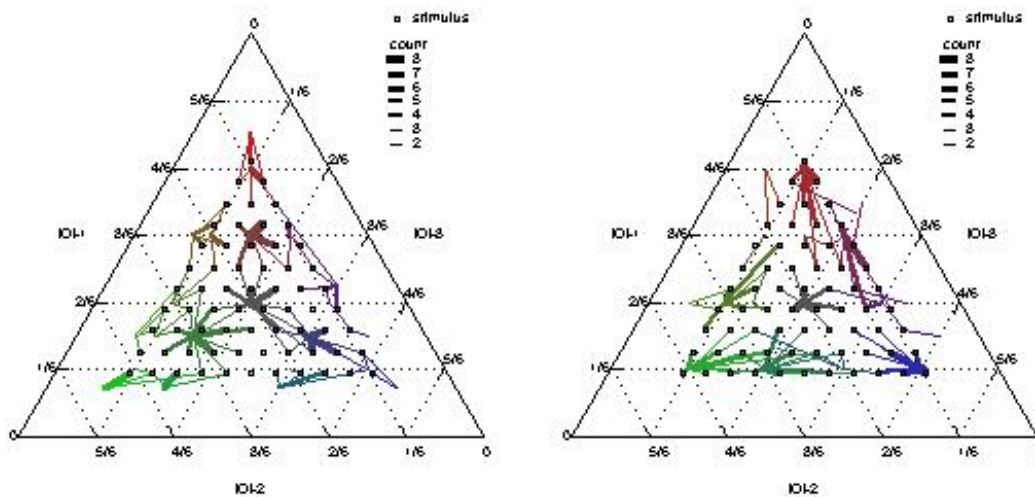 0
stimulus
count
8
7
6
5
4
3
2
5/6 1/6
4/6 2/6
IOI-1 3/6 IOI-3
2/6 4/6
1/6 5/6
0
5/6 4/6 3/6 2/6 1/6 0
IOI-2
0
stimulus
count
8
7
6
5
4
3
2
5/6 1/6
4/6 2/6
IOI-1 3/6 IOI-3
2/6 4/6
1/6 5/6
0
5/6 4/6 3/6 2/6 1/6
IOI-2